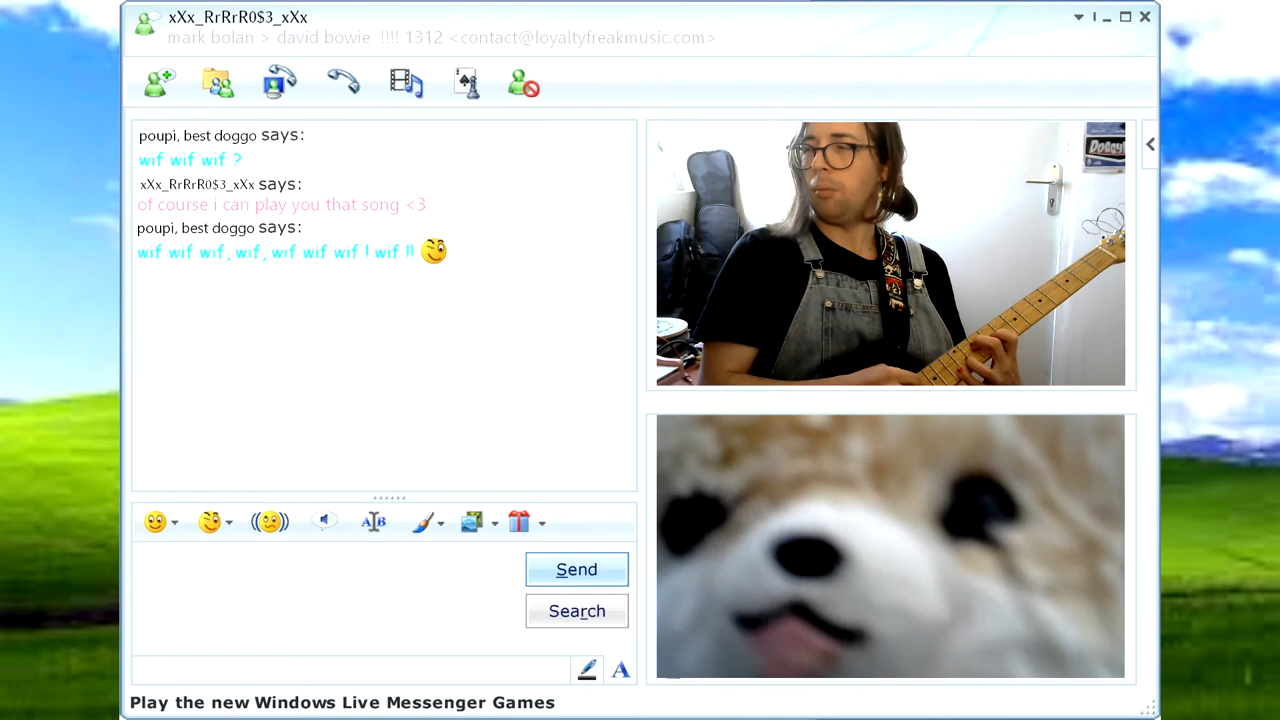 xXx_RrRrR0$3_xXx
mark bolan > david bowie !!!! 1312 <contact@loyaltyfreakmusic.com>
poupi, best doggo says:
wif wif wif ?
xXx_RrRrR0$3_xXx says:
of course i can play you that song <3
poupi, best doggo says:
wif wif wif, wif, wif wif wif ! wif !!
Doggy
Send
Search
Play the new Windows Live Messenger Games